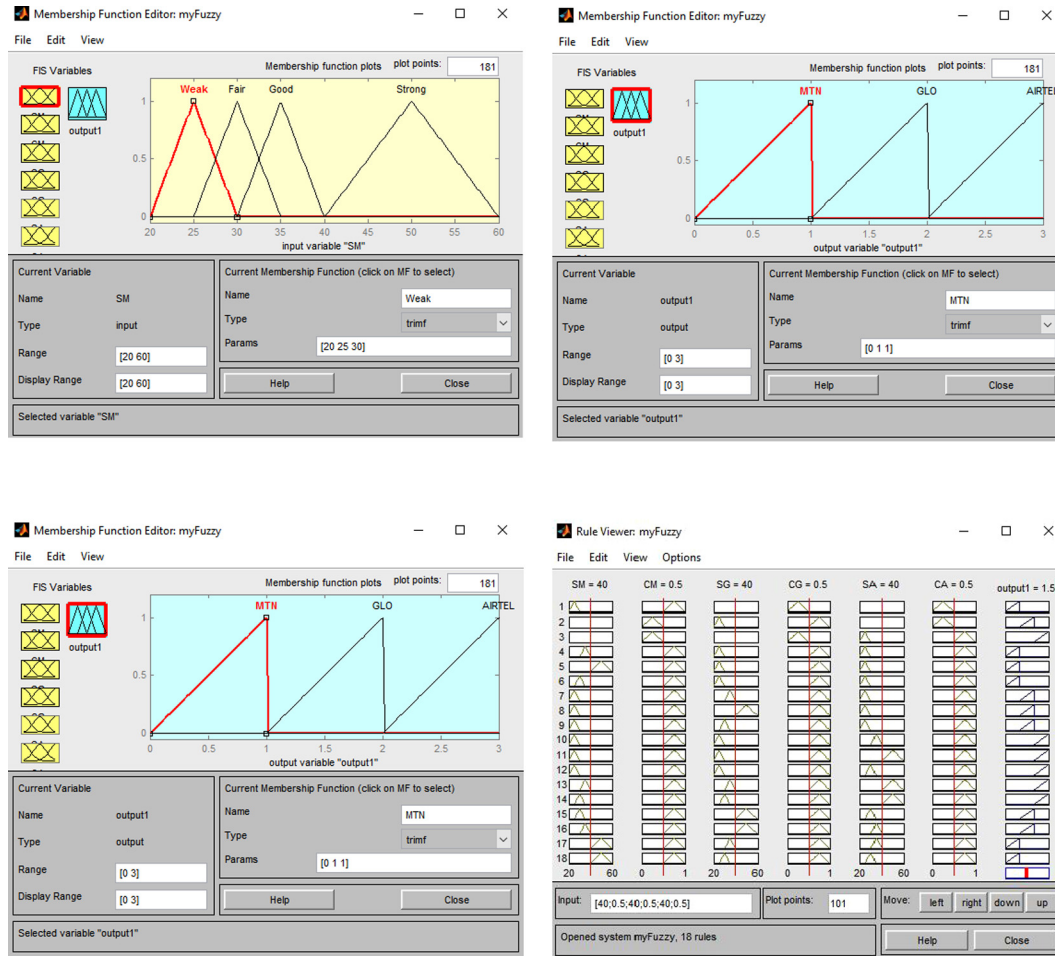 Membership Function Editor: myFuzzy
File Edit View
FIS Variables
Membership function plots plot points: 181
output1
Weak Fair Good Strong
1
0.5
0
20 25 30 35 40 45 50 55 60
input variable "SM"
Current Variable
Name SM
Type input
Range [20 60]
Display Range [20 60]
Current Membership Function (click on MF to select)
Name Weak
Type trimf
Params [20 25 30]
Help Close
Selected variable "SM"
Membership Function Editor: myFuzzy
File Edit View
FIS Variables
Membership function plots plot points: 181
output1
MTN GLO AIRTEL
1
0.5
0
0 0.5 1 1.5 2 2.5 3
output variable "output1"
Current Variable
Name output1
Type output
Range [0 3]
Display Range [0 3]
Current Membership Function (click on MF to select)
Name MTN
Type trimf
Params [0 1 1]
Help Close
Selected variable "output1"
Membership Function Editor: myFuzzy
File Edit View
FIS Variables
Membership function plots plot points: 181
output1
MTN GLO AIRTEL
1
0.5
0
0 0.5 1 1.5 2 2.5 3
output variable "output1"
Current Variable
Name output1
Type output
Range [0 3]
Display Range [0 3]
Current Membership Function (click on MF to select)
Name MTN
Type trimf
Params [0 1 1]
Help Close
Selected variable "output1"
Rule Viewer: myFuzzy
File Edit View Options
SM = 40 CM = 0.5 SG = 40 CG = 0.5 SA = 40 CA = 0.5 output1 = 1.5
1
2
3
4
5
6
7
8
9
10
11
12
13
14
15
16
17
18
20 60 0 1 20 60 0 1 20 60 0 1
0 3
Input: [40;0.5;40;0.5;40;0.5] Plot points: 101 Move: left right down up
Opened system myFuzzy, 18 rules
Help Close